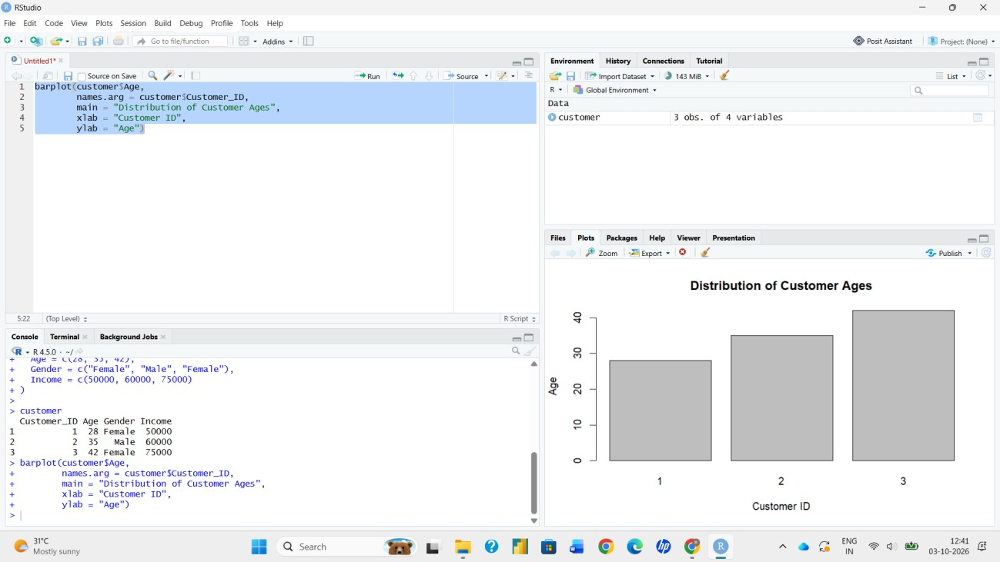 RStudio
File Edit Code View Plots Session Build Debug Profile Tools Help
Go to file/function Addins Posit Assistant Project: (None)
Untitled1*
Source on Save Run Source
1 barplot(customer$Age,
2 names.arg = customer$Customer_ID,
3 main = "Distribution of Customer Ages",
4 xlab = "Customer ID",
5 ylab = "Age")
5:22 (Top Level) R Script
Console Terminal Background Jobs
R 4.5.0 · ~/
+ Age = c(28, 35, 42),
+ Gender = c("Female", "Male", "Female"),
+ Income = c(50000, 60000, 75000)
+ )
>
> customer
Customer_ID Age Gender Income
1 1 28 Female 50000
2 2 35 Male 60000
3 3 42 Female 75000
> barplot(customer$Age,
+ names.arg = customer$Customer_ID,
+ main = "Distribution of Customer Ages",
+ xlab = "Customer ID",
+ ylab = "Age")
>
Environment History Connections Tutorial
Import Dataset 143 MiB List
R Global Environment
Data
customer 3 obs. of 4 variables
Files Plots Packages Help Viewer Presentation
Zoom Export Publish
Distribution of Customer Ages
40
30
20
10
0
Age
1 2 3
Customer ID
31°C
Mostly sunny
Search
ENG
IN
12:41
03-10-2026